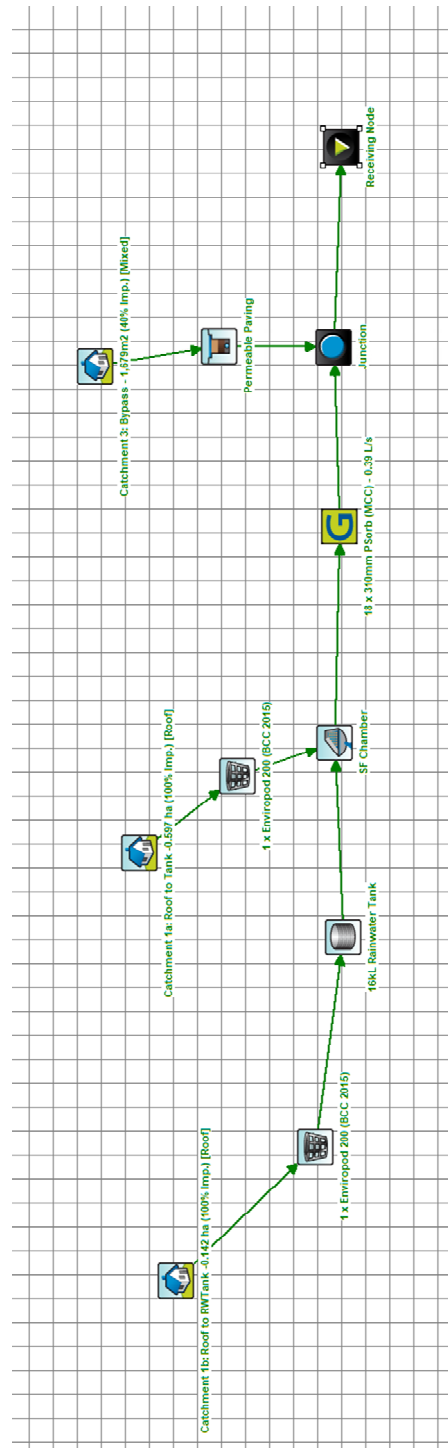 Catchment 3: Bypass - 1,679m2 (40% Imp.) [Mixed]
Catchment 1a: Roof to Tank -0.597 ha (100% Imp.) [Roof]
Catchment 1b: Roof to RWTank -0.142 ha (100% Imp.) [Roof]
Permeable Paving
1 x Enviropod 200 (BCC 2015)
1 x Enviropod 200 (BCC 2015)
16kL Rainwater Tank
SF Chamber
G
18 x 310mm PSorb (MCC) - 0.39 L/s
Junction
Receiving Node